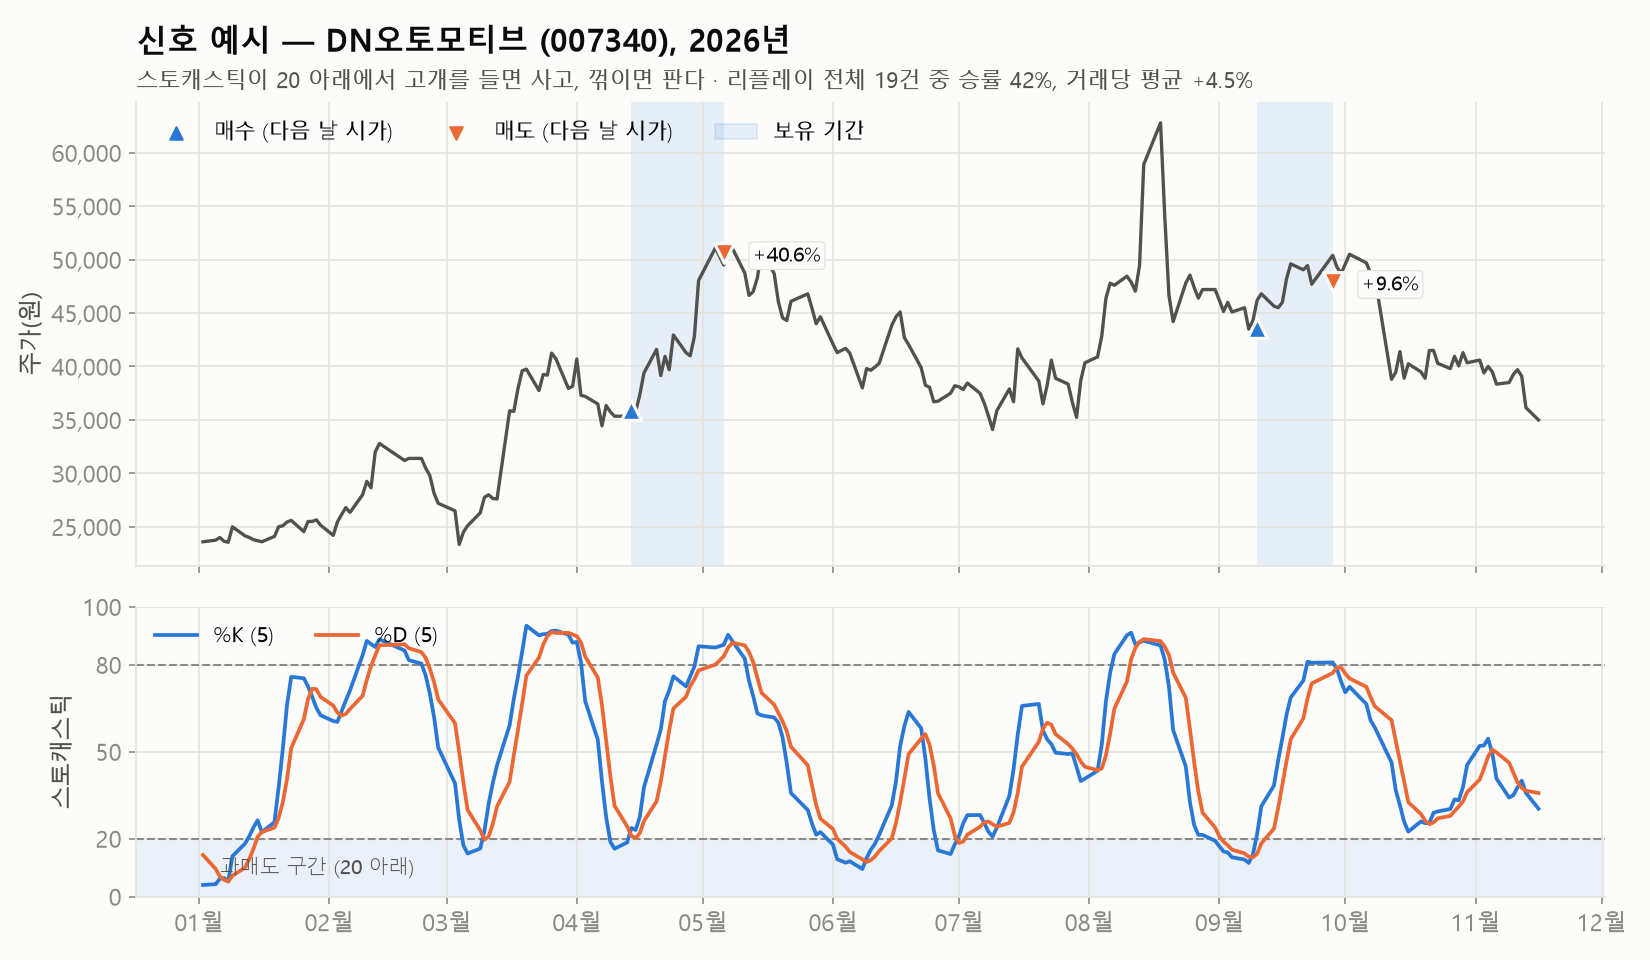 신호 예시 — DN오토모티브 (007340), 2026년
스토캐스틱이 20 아래에서 고개를 들면 사고, 꺾이면 판다 · 리플레이 전체 19건 중 승률 42%, 거래당 평균 +4.5%
매수 (다음 날 시가) 매도 (다음 날 시가) 보유 기간
60,000
55,000
50,000
45,000
40,000
35,000
30,000
25,000
주가(원)
+40.6%
+9.6%
%K (5) %D (5)
100
80
50
20
0
스토캐스틱
과매도 구간 (20 아래)
01월 02월 03월 04월 05월 06월 07월 08월 09월 10월 11월 12월